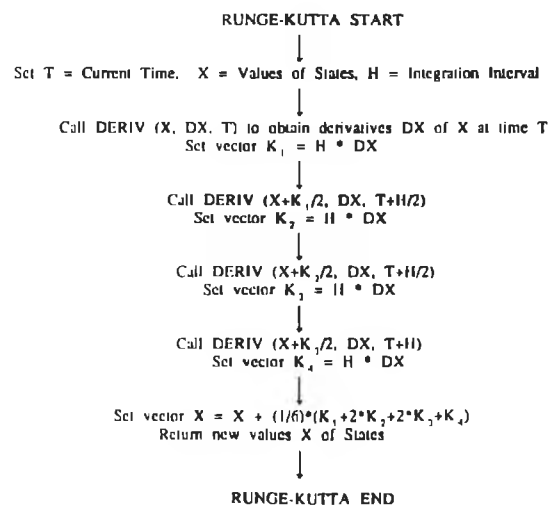 RUNGE-KUTTA START
Set T = Current Time, X = Values of States, H = Integration Interval
Call DERIV (X, DX, T) to obtain derivatives DX of X at time T
Set vector K₁ = H * DX
Call DERIV (X+K₁/2, DX, T+H/2)
Set vector K₂ = H * DX
Call DERIV (X+K₂/2, DX, T+H/2)
Set vector K₃ = H * DX
Call DERIV (X+K₃/2, DX, T+H)
Set vector K₄ = H * DX
Set vector X = X + (1/6)*(K₁+2*K₂+2*K₃+K₄)
Return new values X of States
RUNGE-KUTTA END